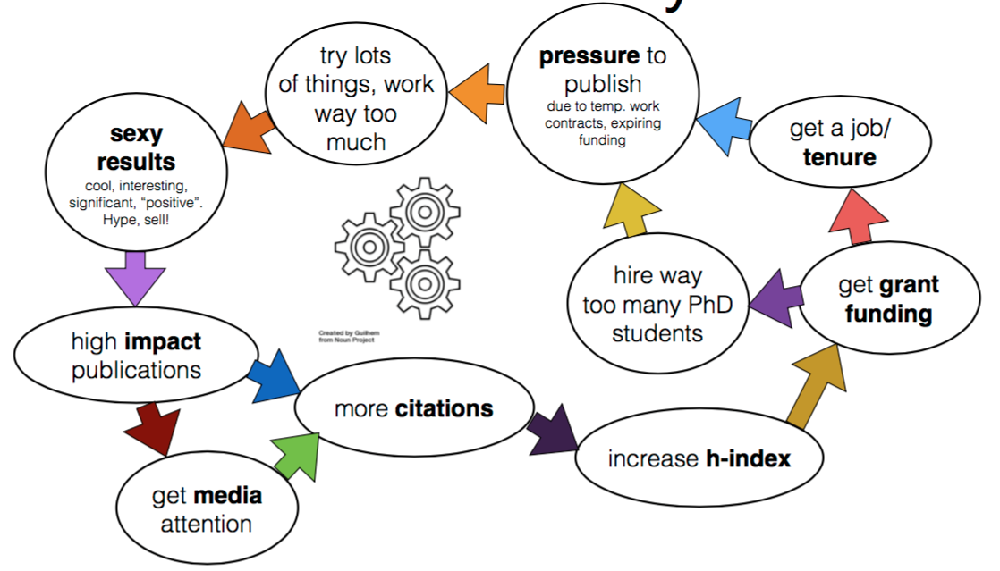 try lots
of things, work
way too
much
pressure to
publish
due to temp. work
contracts, expiring
funding
get a job/
tenure
sexy
results
cool, interesting,
significant, “positive”.
Hype, sell!
hire way
too many PhD
students
get grant
funding
Created by Guilhem
from Noun Project
high impact
publications
more citations
increase h-index
get media
attention